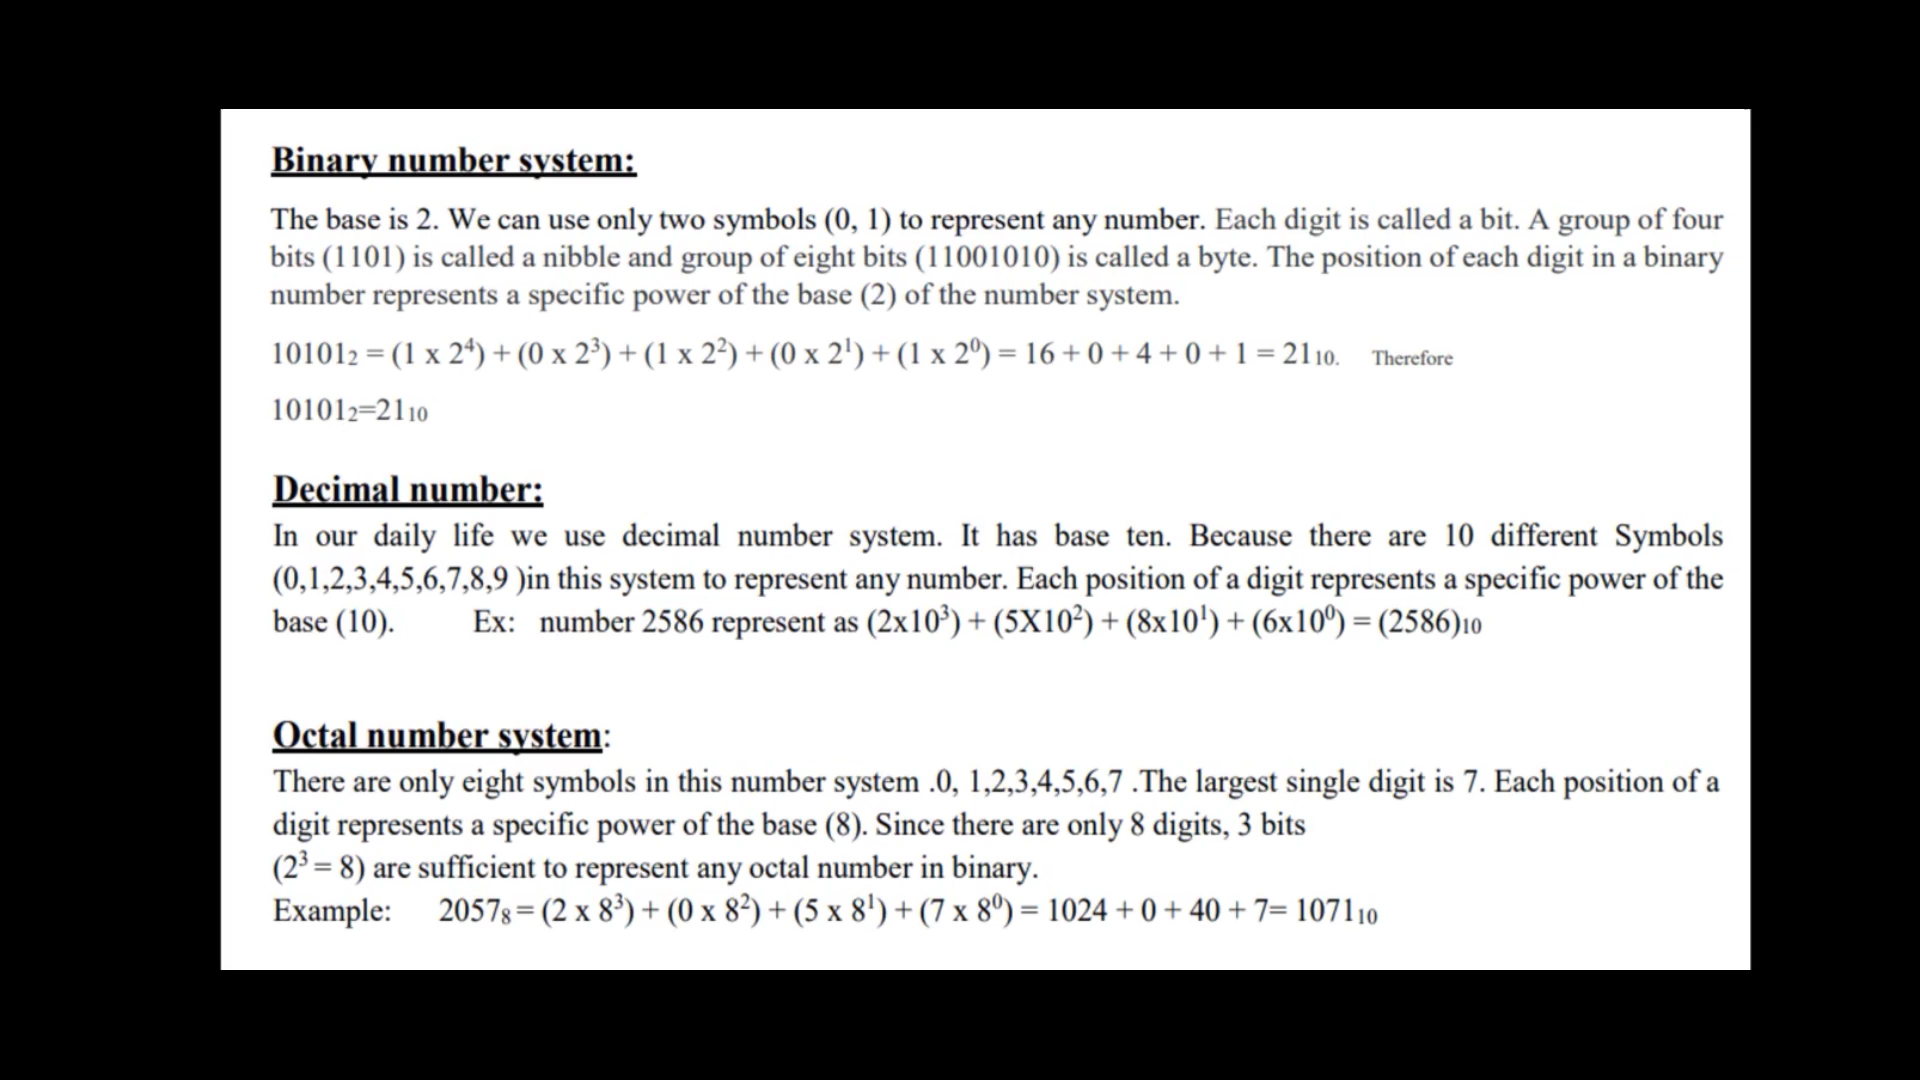 Binary number system:
The base is 2. We can use only two symbols (0, 1) to represent any number. Each digit is called a bit. A group of four
bits (1101) is called a nibble and group of eight bits (11001010) is called a byte. The position of each digit in a binary
number represents a specific power of the base (2) of the number system.
10101₂ = (1 x 2⁴) + (0 x 2³) + (1 x 2²) + (0 x 2¹) + (1 x 2⁰) = 16 + 0 + 4 + 0 + 1 = 21₁₀. Therefore
10101₂=21₁₀
Decimal number:
In our daily life we use decimal number system. It has base ten. Because there are 10 different Symbols
(0,1,2,3,4,5,6,7,8,9 )in this system to represent any number. Each position of a digit represents a specific power of the
base (10). Ex: number 2586 represent as (2x10³) + (5X10²) + (8x10¹) + (6x10⁰) = (2586)₁₀
Octal number system:
There are only eight symbols in this number system .0, 1,2,3,4,5,6,7 .The largest single digit is 7. Each position of a
digit represents a specific power of the base (8). Since there are only 8 digits, 3 bits
(2³ = 8) are sufficient to represent any octal number in binary.
Example: 2057₈ = (2 x 8³) + (0 x 8²) + (5 x 8¹) + (7 x 8⁰) = 1024 + 0 + 40 + 7= 1071₁₀